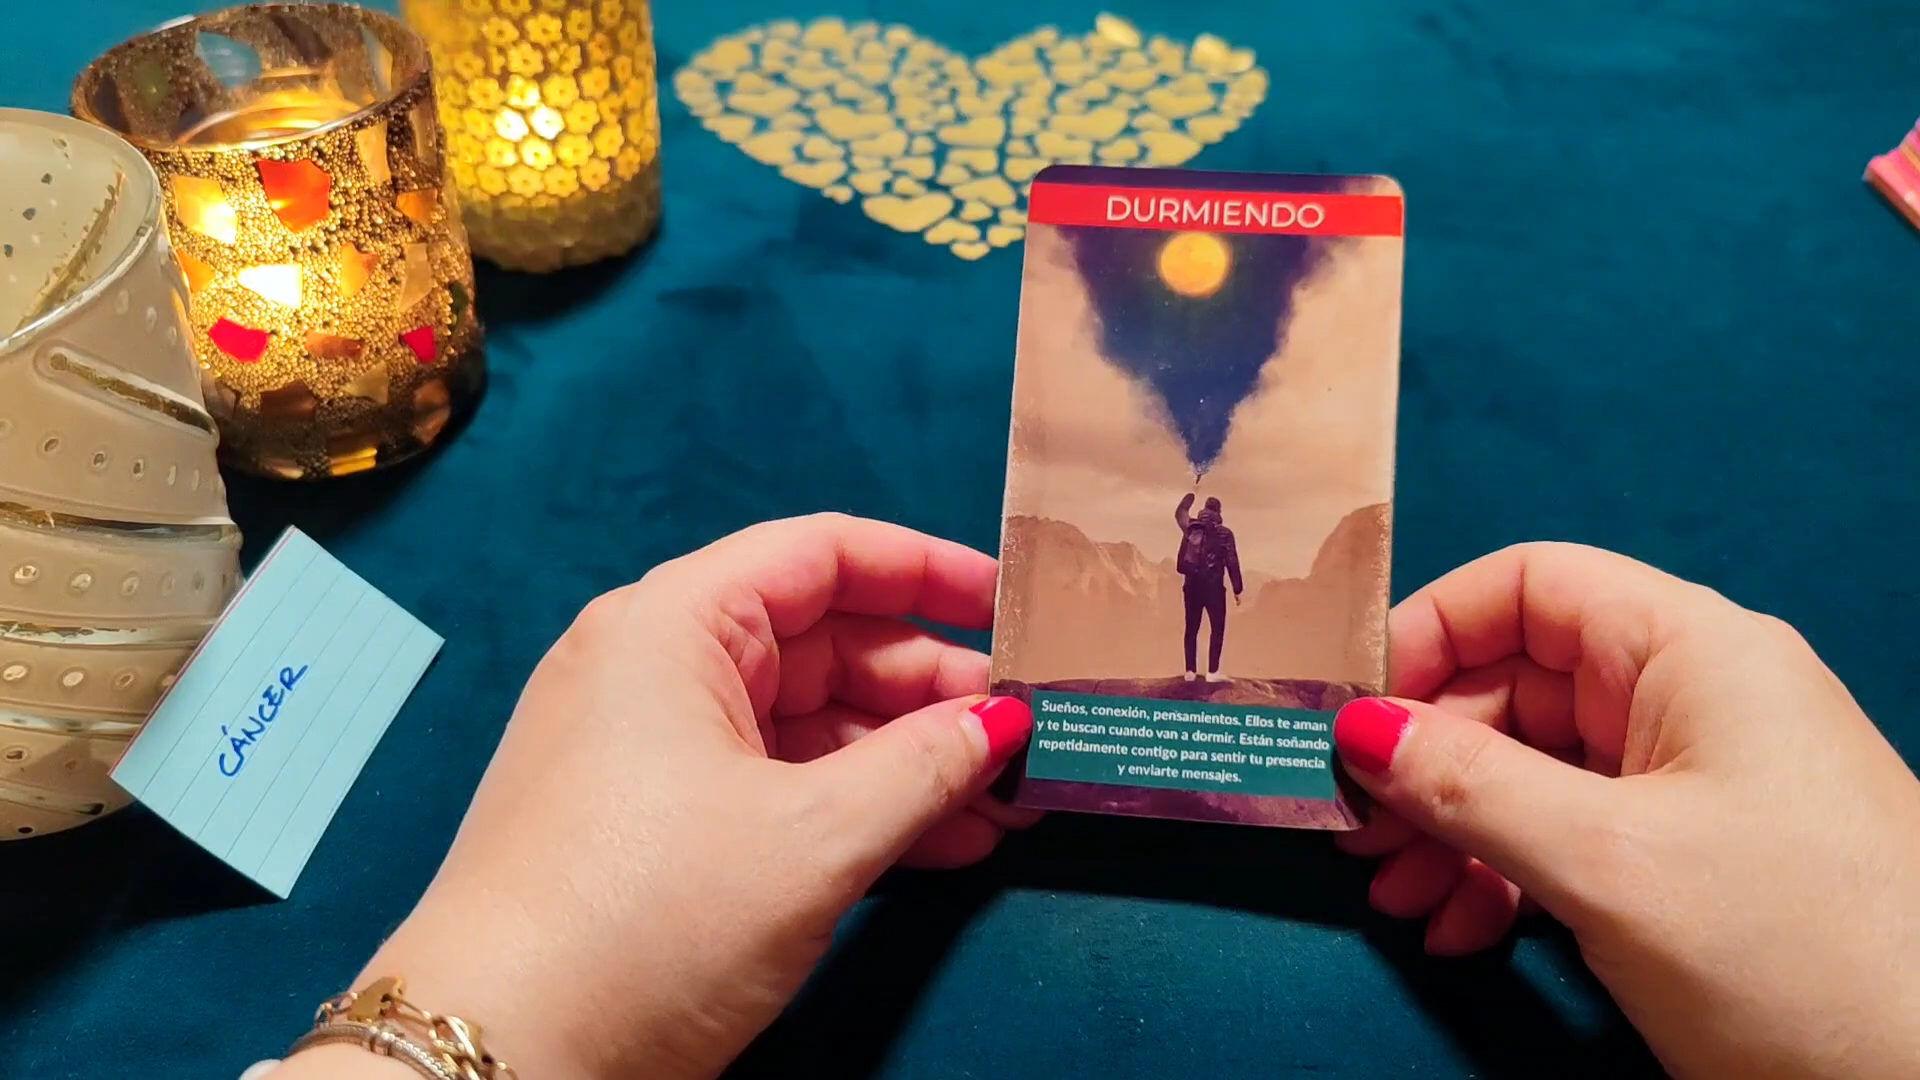 DURMIENDO
Sueños, conexión, pensamientos. Ellos te aman
y te buscan cuando van a dormir. Están soñando
repetidamente contigo para sentir tu presencia
y enviarte mensajes.
CÁNCER